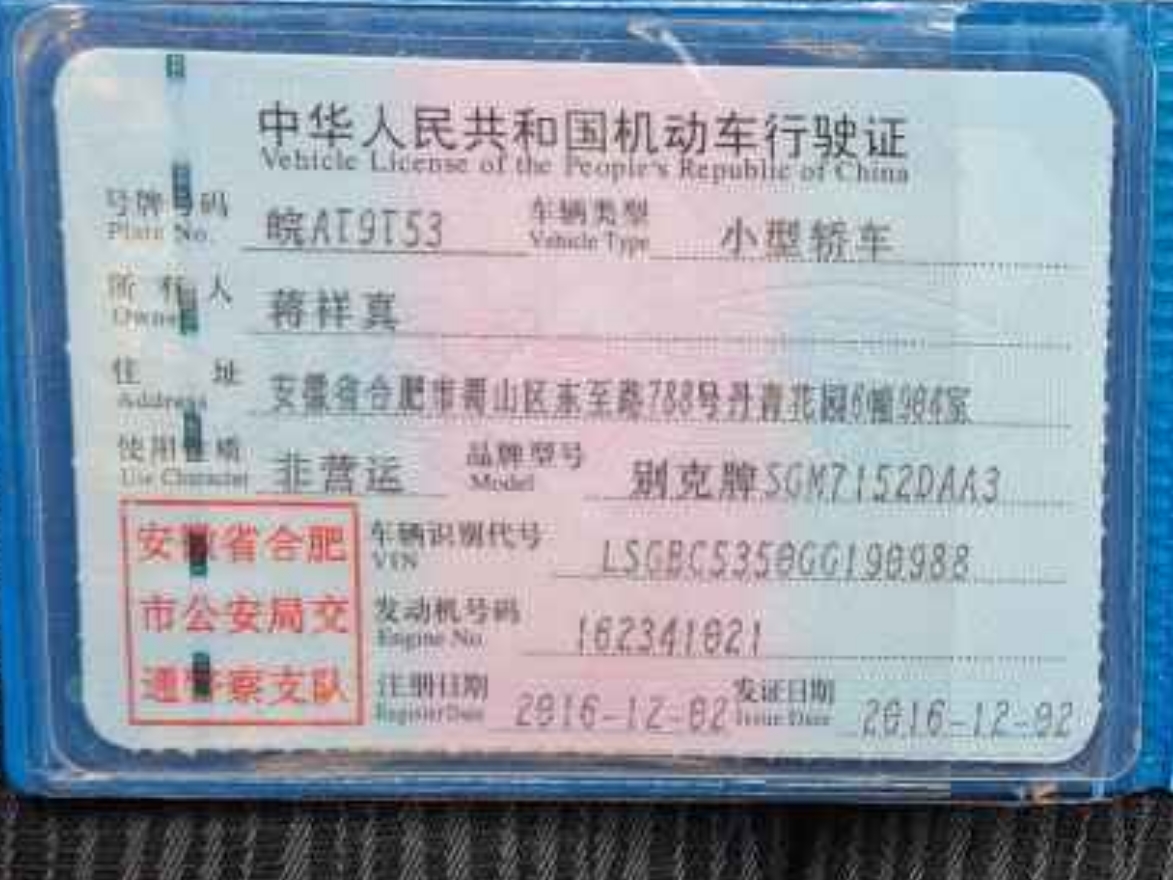 中华人民共和国机动车行驶证
Vehicle License of the People's Republic of China
号牌号码 皖AT9T53 车辆类型 小型轿车
Plate No. Vehicle Type
所有人 蒋祥真
Owner
住址 安徽省合肥市蜀山区东至路788号丹青花园6幢904室
Address
使用性质 非营运 品牌型号 别克牌SGM7152DAA3
Use Character Model
安徽省合肥
市公安局交
通警察支队
车辆识别代号 LSGBC5350GG190988
VIN
发动机号码 162341021
Engine No.
注册日期 2016-12-02 发证日期 2016-12-02
Register Date Issue Date